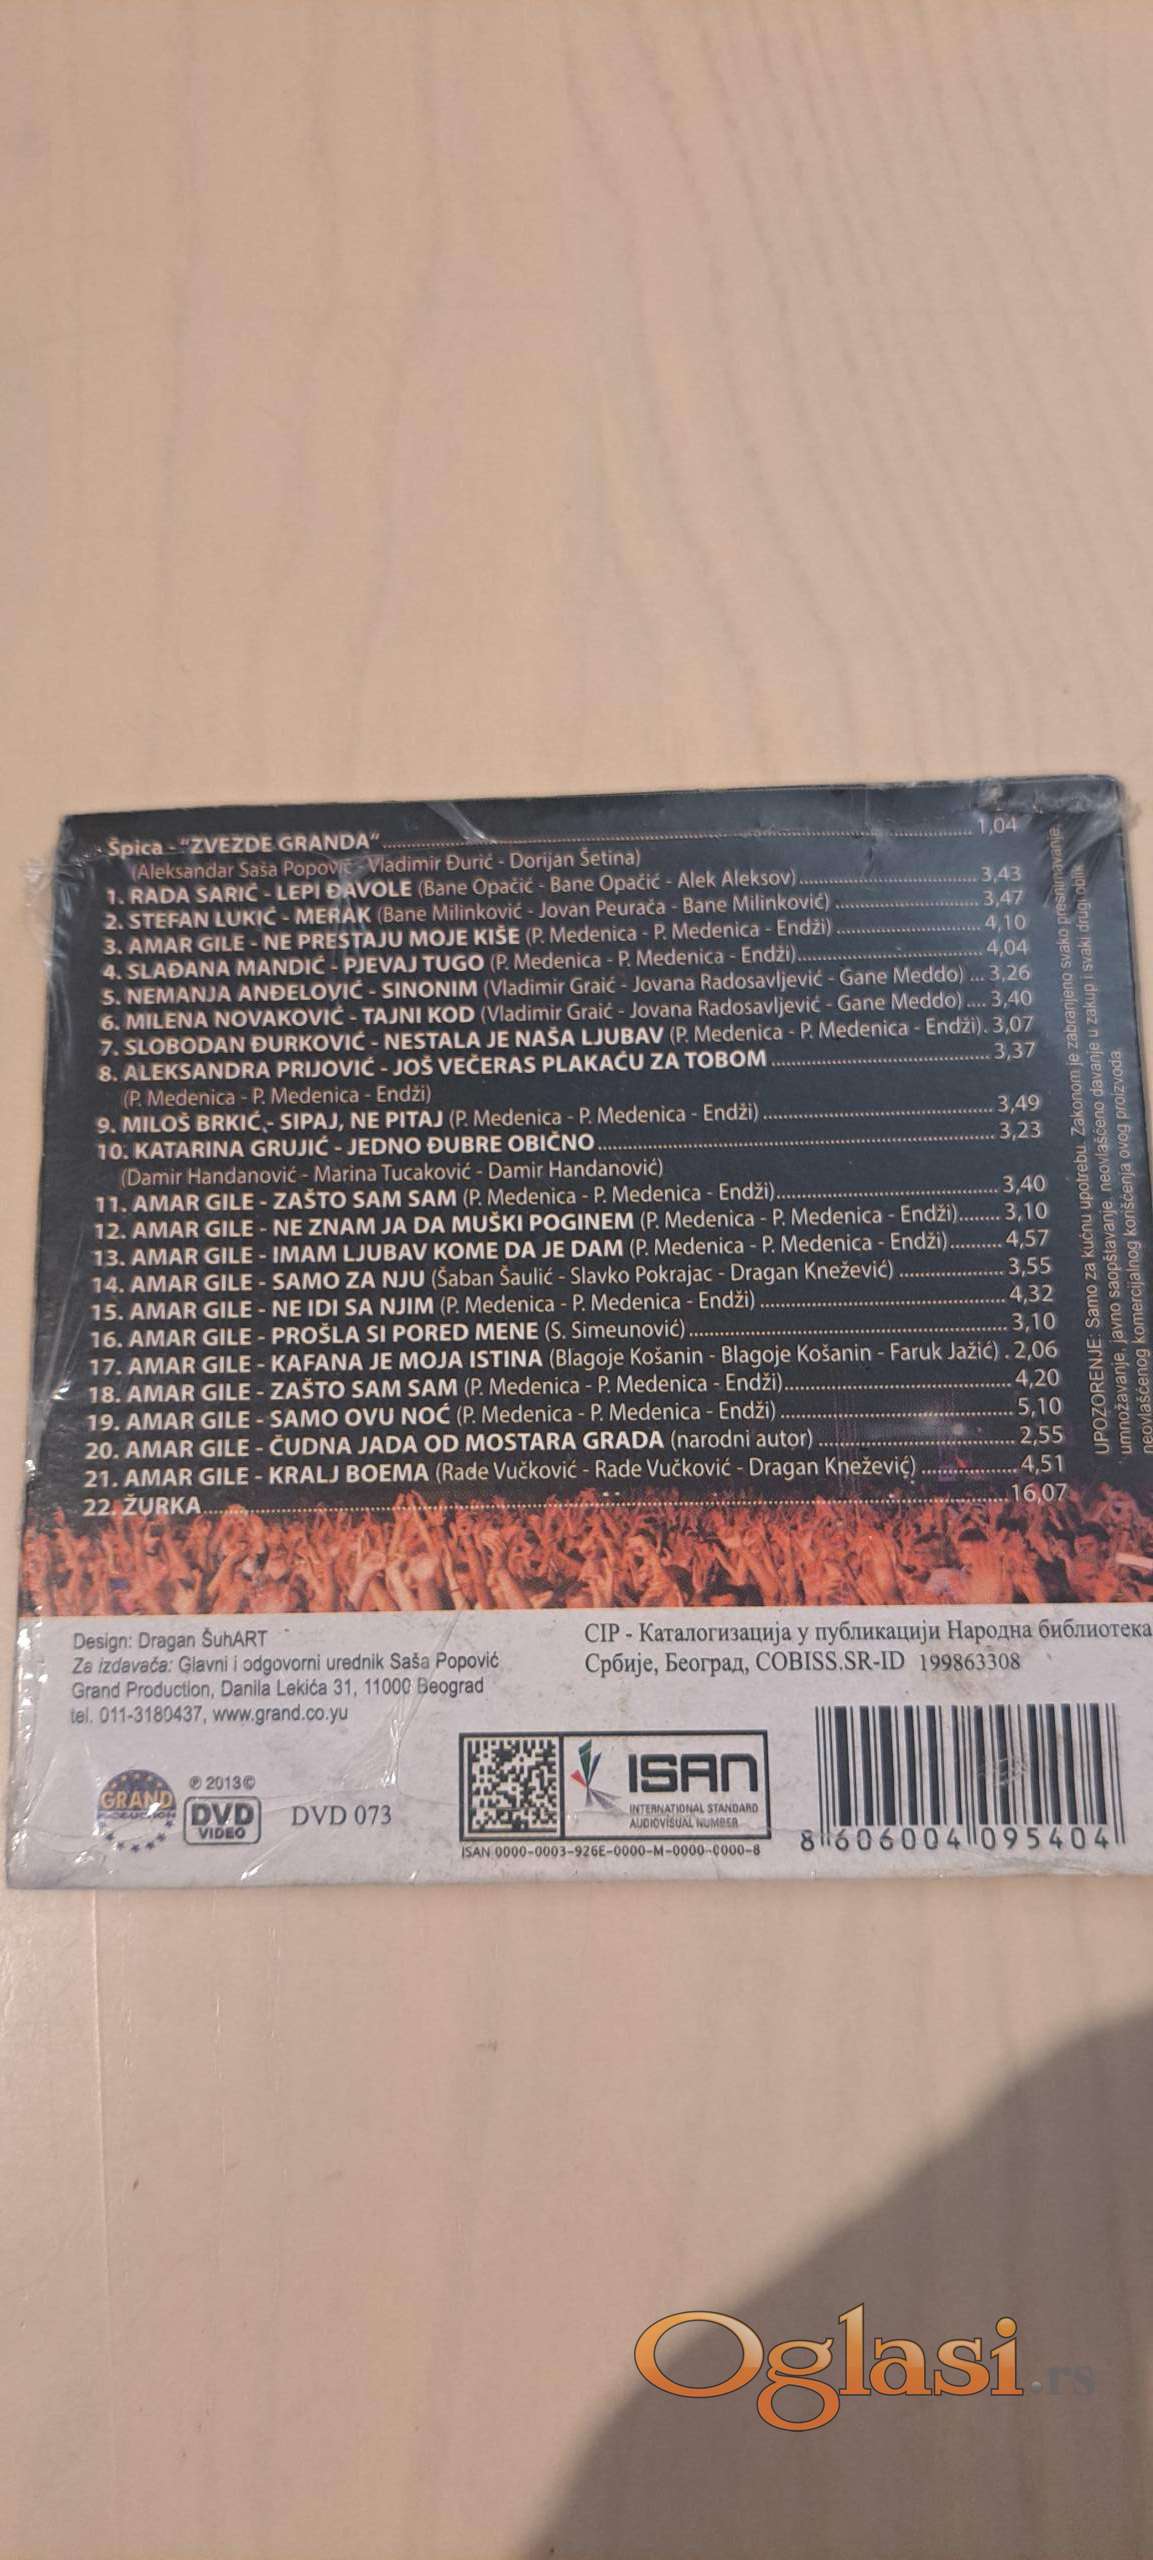 Špica - "ZVEZDE GRANDA" 1,04
(Aleksandar Saša Popović - Vladimir Đurić - Dorijan Šetina)
1. RADA SARIĆ - LEPI ĐAVOLE (Bane Opačić - Bane Opačić - Alek Aleksov) 3,43
2. STEFAN LUKIĆ - MERAK (Bane Milinković - Jovan Peurača - Bane Milinković) 3,47
3. AMAR GILE - NE PRESTAJU MOJE KIŠE (P. Medenica - P. Medenica - Endži) 4,10
4. SLAĐANA MANDIĆ - PJEVAJ TUGO (P. Medenica - P. Medenica - Endži) 4,04
5. NEMANJA ANĐELOVIĆ - SINONIM (Vladimir Graić - Jovana Radosavljević - Gane Meddo) ... 3,26
6. MILENA NOVAKOVIĆ - TAJNI KOD (Vladimir Graić - Jovana Radosavljević - Gane Meddo) .... 3,40
7. SLOBODAN ĐURKOVIĆ - NESTALA JE NAŠA LJUBAV (P. Medenica - P. Medenica - Endži). 3,07
8. ALEKSANDRA PRIJOVIĆ - JOŠ VEČERAS PLAKAĆU ZA TOBOM 3,37
(P. Medenica - P. Medenica - Endži)
9. MILOŠ BRKIĆ - SIPAJ, NE PITAJ (P. Medenica - P. Medenica - Endži) 3,49
10. KATARINA GRUJIĆ - JEDNO ĐUBRE OBIČNO 3,23
(Damir Handanović - Marina Tucaković - Damir Handanović)
11. AMAR GILE - ZAŠTO SAM SAM (P. Medenica - P. Medenica - Endži) 3,40
12. AMAR GILE - NE ZNAM JA DA MUŠKI POGINEM (P. Medenica - P. Medenica - Endži) 3,10
13. AMAR GILE - IMAM LJUBAV KOME DA JE DAM (P. Medenica - P. Medenica - Endži) 4,57
14. AMAR GILE - SAMO ZA NJU (Šaban Šaulić - Slavko Pokrajac - Dragan Knežević) 3,55
15. AMAR GILE - NE IDI SA NJIM (P. Medenica - P. Medenica - Endži) 4,32
16. AMAR GILE - PROŠLA SI PORED MENE (S. Simeunović) 3,10
17. AMAR GILE - KAFANA JE MOJA ISTINA (Blagoje Košanin - Blagoje Košanin - Faruk Jažić) . 2,06
18. AMAR GILE - ZAŠTO SAM SAM (P. Medenica - P. Medenica - Endži) 4,20
19. AMAR GILE - SAMO OVU NOĆ (P. Medenica - P. Medenica - Endži) 5,10
20. AMAR GILE - ČUDNA JADA OD MOSTARA GRADA (narodni autor) 2,55
21. AMAR GILE - KRALJ BOEMA (Rade Vučković - Rade Vučković - Dragan Knežević) 4,51
22. ŽURKA 16,07
UPOZORENJE: Samo za kućnu upotrebu. Zakonom je zabranjeno svako presnimavanje,
umnožavanje, javno saopštavanje, neovlašćeno davanje u zakup i svaki drugi oblik
neovlašćenog komercijalnog korišćenja ovog proizvoda.
Design: Dragan ŠuhART
Za izdavača: Glavni i odgovorni urednik Saša Popović
Grand Production, Danila Lekića 31, 11000 Beograd
tel. 011-3180437, www.grand.co.yu
CIP - Каталогизација у публикацији Народна библиотека
Србије, Београд, COBISS.SR-ID 199863308
GRAND
PRODUCTION
℗ 2013 ©
DVD
VIDEO
DVD 073
ISAN
INTERNATIONAL STANDARD
AUDIOVISUAL NUMBER
ISAN 0000-0003-926E-0000-M-0000-0000-8
8 606004 095404
Oglasi.rs